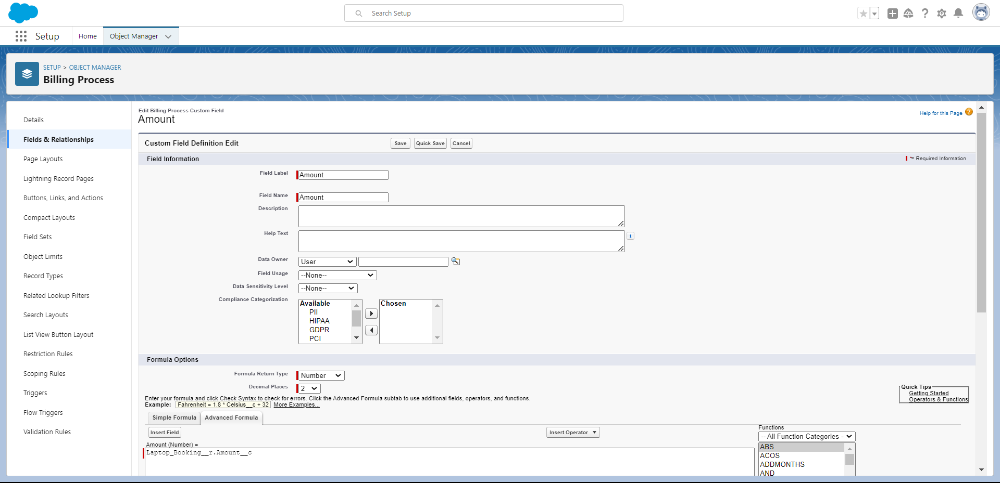 Search Setup
Setup
Home
Object Manager
SETUP > OBJECT MANAGER
Billing Process
Details
Fields & Relationships
Page Layouts
Lightning Record Pages
Buttons, Links, and Actions
Compact Layouts
Field Sets
Object Limits
Record Types
Related Lookup Filters
Search Layouts
List View Button Layout
Restriction Rules
Scoping Rules
Triggers
Flow Triggers
Validation Rules
Edit Billing Process Custom Field
Amount
Help for this Page
Custom Field Definition Edit
Save
Quick Save
Cancel
Field Information
*= Required Information
Field Label
Amount
Field Name
Amount
Description
Help Text
i
Data Owner
User
Field Usage
--None--
Data Sensitivity Level
--None--
Compliance Categorization
Available
PII
HIPAA
GDPR
PCI
Chosen
Formula Options
Formula Return Type
Number
Decimal Places
2
Quick Tips
Getting Started
Operators & Functions
Enter your formula and click Check Syntax to check for errors. Click the Advanced Formula subtab to use additional fields, operators, and functions.
Example: Fahrenheit = 1.8 * Celsius__c + 32 More Examples...
Simple Formula
Advanced Formula
Insert Field
Insert Operator
Functions
-- All Function Categories -
Amount (Number) =
Laptop_Booking__r.Amount__c
ABS
ACOS
ADDMONTHS
AND